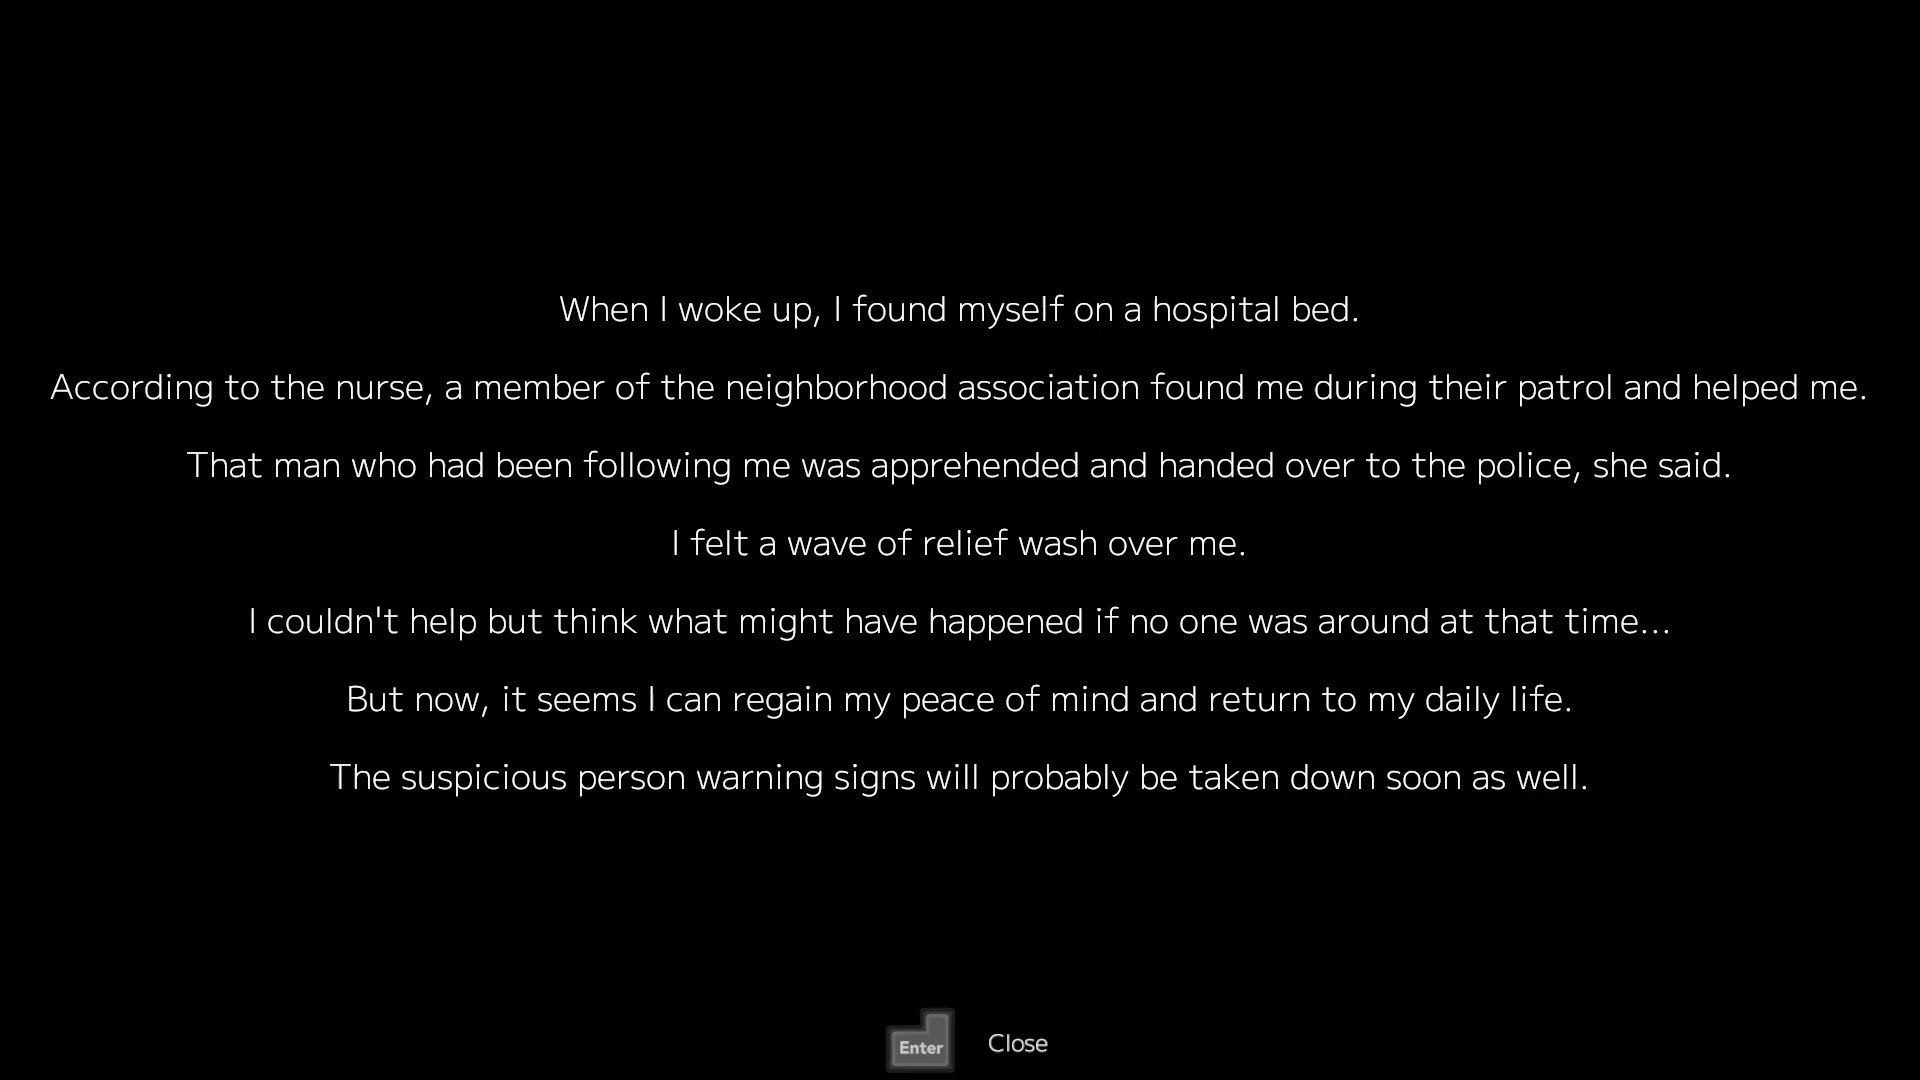 When I woke up, I found myself on a hospital bed.
According to the nurse, a member of the neighborhood association found me during their patrol and helped me.
That man who had been following me was apprehended and handed over to the police, she said.
I felt a wave of relief wash over me.
I couldn't help but think what might have happened if no one was around at that time...
But now, it seems I can regain my peace of mind and return to my daily life.
The suspicious person warning signs will probably be taken down soon as well.
Enter Close